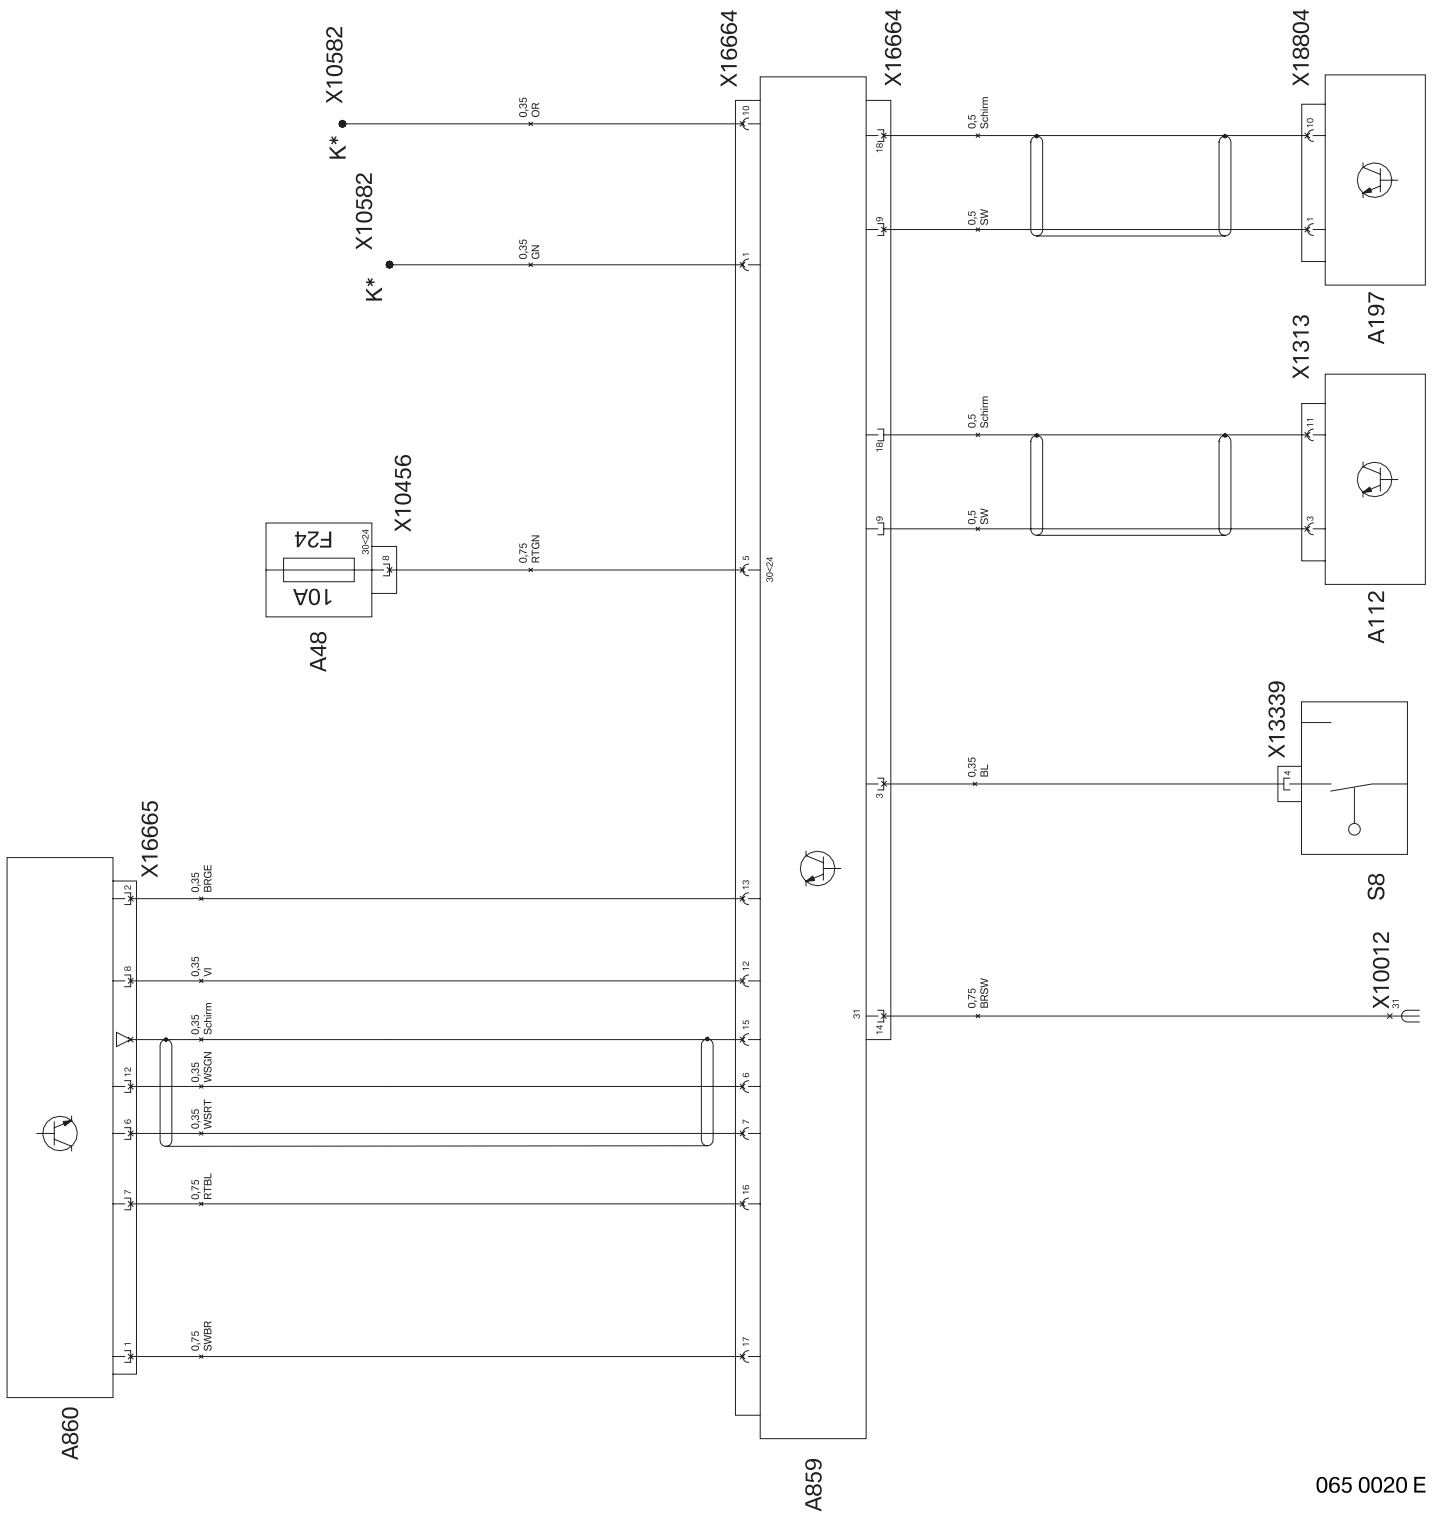 X10582
K*
0,35
OR
X10582
K*
0,35
GN
X16664
10
1
X16664
18
0,5
Schirm
9
0,5
SW
X18804
10
1
A197
A48
10A
F24
30<24
8
X10456
0,75
RTGN
5
30<24
18
0,5
Schirm
9
0,5
SW
X1313
11
3
A112
3
0,35
BL
X13339
4
S8
31
14
0,75
BRSW
X10012
31
A860
X16665
2
0,35
BRGE
13
8
0,35
VI
12
0,35
Schirm
15
12
0,35
WSGN
6
6
0,35
WSRT
7
7
0,75
RTBL
16
1
0,75
SWBR
17
A859
065 0020 E